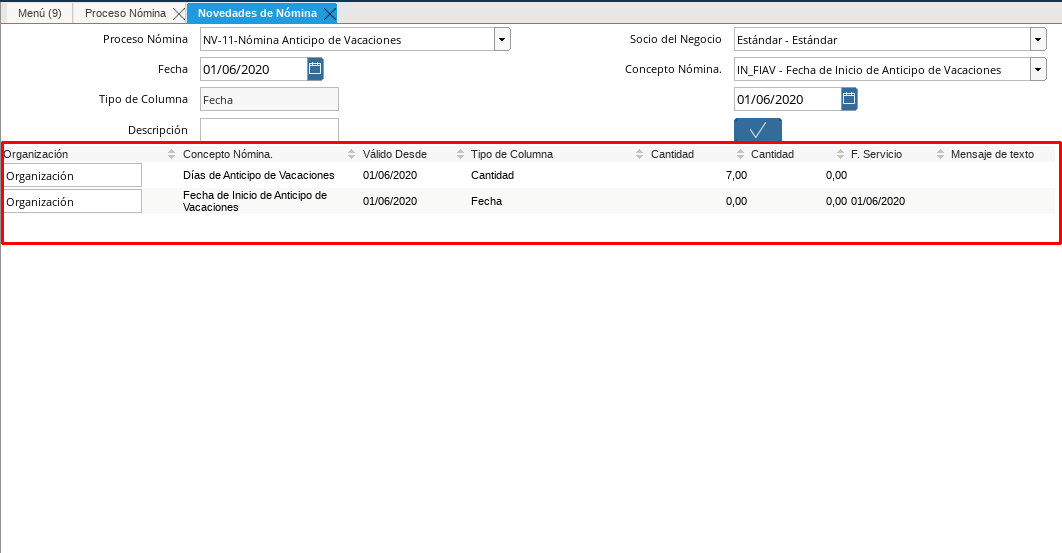 Menú (9) Proceso Nómina Novedades de Nómina
Proceso Nómina NV-11-Nómina Anticipo de Vacaciones Socio del Negocio Estándar - Estándar
Fecha 01/06/2020 Concepto Nómina. IN_FIAV - Fecha de Inicio de Anticipo de Vacaciones
Tipo de Columna Fecha 01/06/2020
Descripción
Organización Concepto Nómina. Válido Desde Tipo de Columna Cantidad Cantidad F. Servicio Mensaje de texto
Organización Días de Anticipo de Vacaciones 01/06/2020 Cantidad 7,00 0,00
Organización Fecha de Inicio de Anticipo de Vacaciones 01/06/2020 Fecha 0,00 0,00 01/06/2020